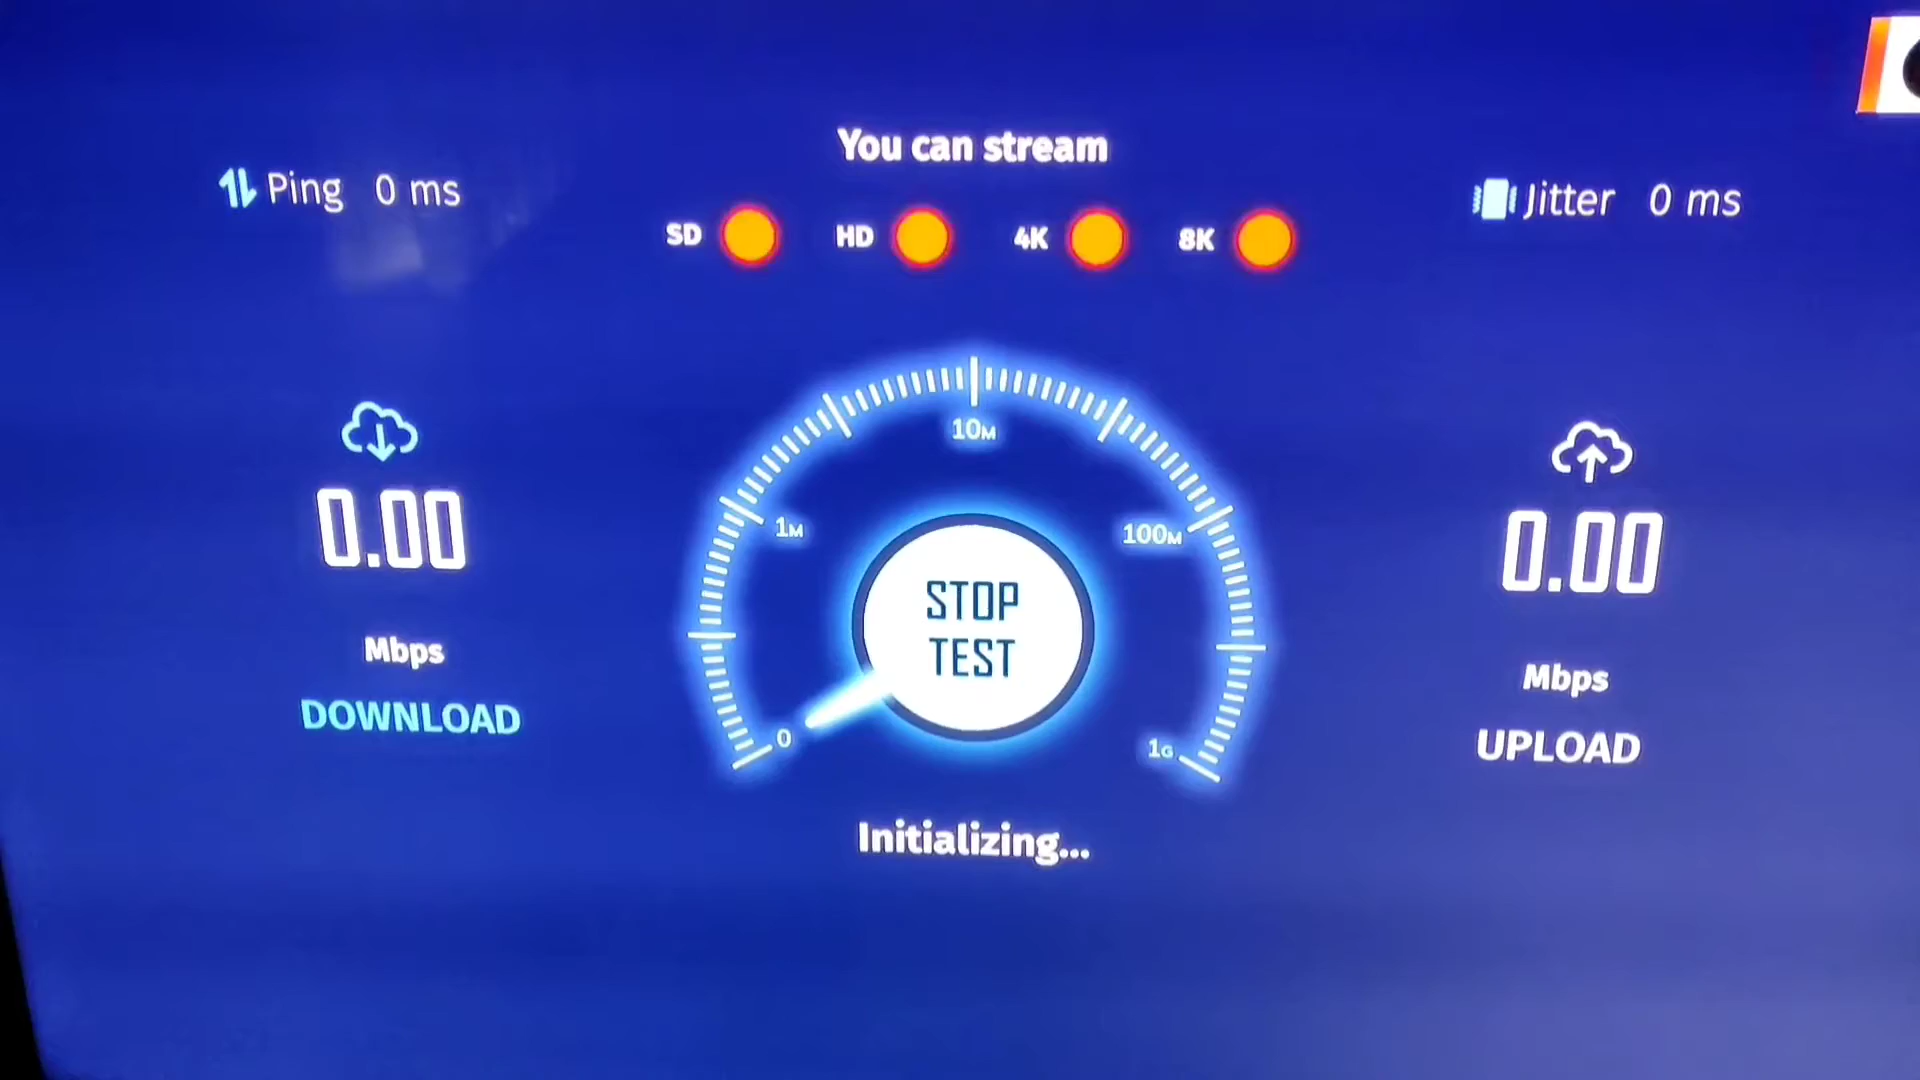 You can stream
Ping 0 ms
Jitter 0 ms
SD HD 4K 8K
10M
1M
100M
0.00
STOP
TEST
0.00
Mbps
Mbps
DOWNLOAD
0
1G
UPLOAD
Initializing...